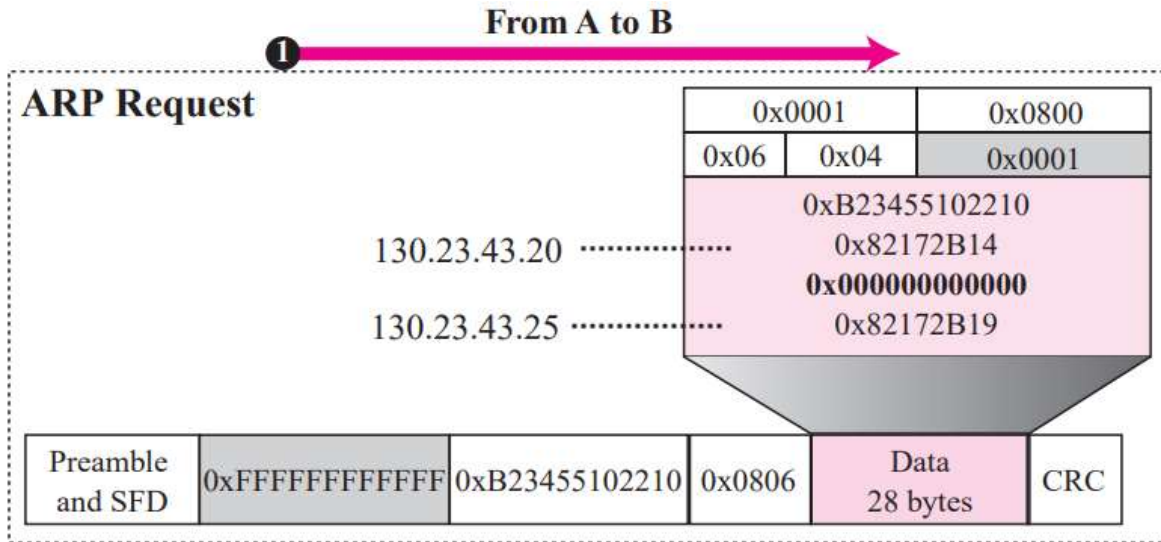 From A to B
1
ARP Request
0x0001 0x0800
0x06 0x04 0x0001
0xB23455102210
130.23.43.20 0x82172B14
0x000000000000
130.23.43.25 0x82172B19
Preamble and SFD 0xFFFFFFFFFFFF 0xB23455102210 0x0806 Data 28 bytes CRC